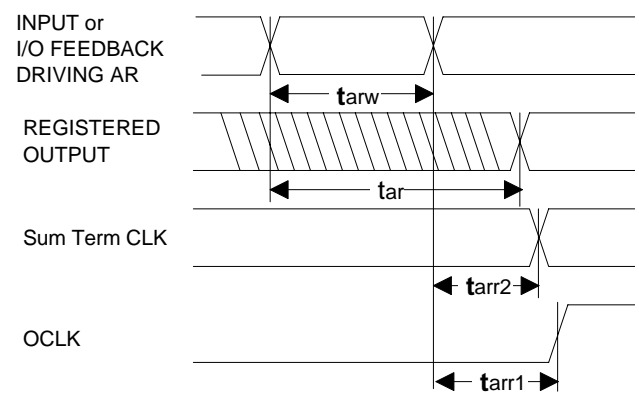 INPUT or
I/O FEEDBACK
DRIVING AR
tarw
REGISTERED
OUTPUT
tar
Sum Term CLK
tarr2
OCLK
tarr1